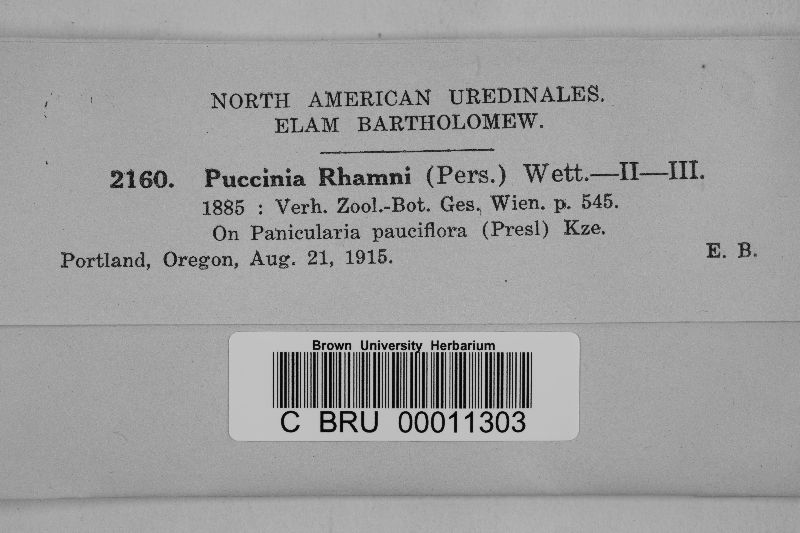 NORTH AMERICAN UREDINALES.
ELAM BARTHOLOMEW.
2160. Puccinia Rhamni (Pers.) Wett.—II—III.
1885 : Verh. Zool.-Bot. Ges. Wien. p. 545.
On Panicularia pauciflora (Presl) Kze.
Portland, Oregon, Aug. 21, 1915. E. B.
Brown University Herbarium
C BRU 00011303